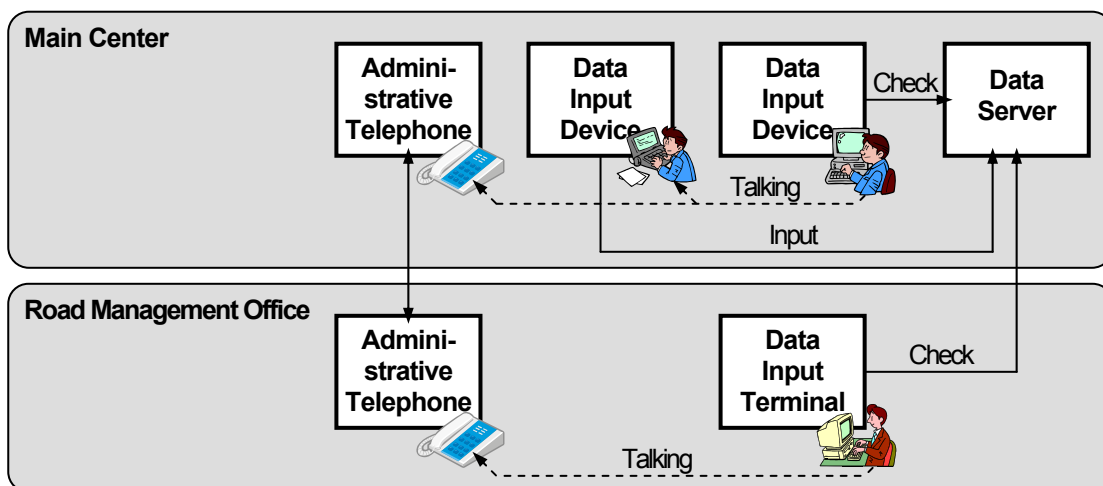 Main Center
Admini-
strative
Telephone
Data
Input
Device
Data
Input
Device
Check
Data
Server
Talking
Input
Road Management Office
Admini-
strative
Telephone
Data
Input
Terminal
Check
Talking